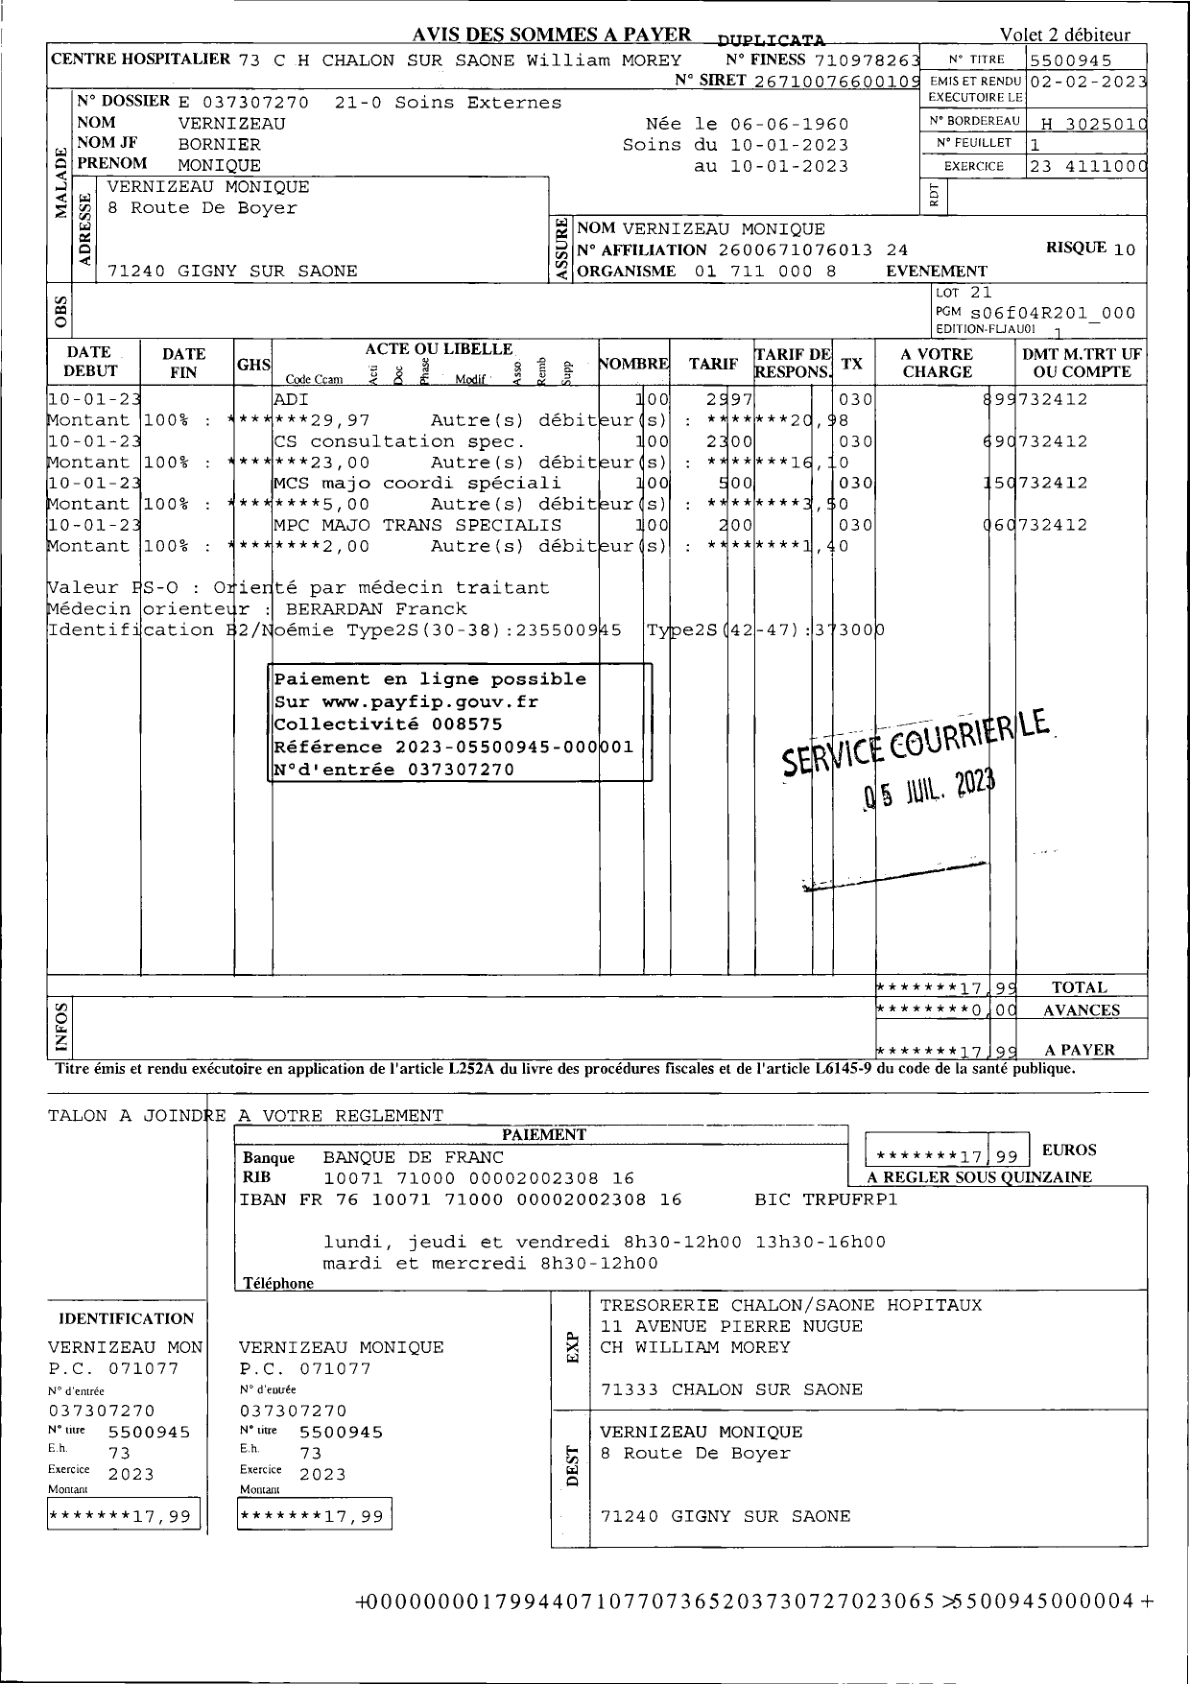 AVIS DES SOMMES A PAYER DUPLICATA Volet 2 débiteur
CENTRE HOSPITALIER 73 C H CHALON SUR SAONE William MOREY N° FINESS 710978263 N° TITRE 5500945
N° SIRET 26710076600109 EMIS ET RENDU EXECUTOIRE LE 02-02-2023
MALADE
N° DOSSIER E 037307270 21-0 Soins Externes
NOM VERNIZEAU Née le 06-06-1960 N° BORDEREAU H 3025010
NOM JF BORNIER Soins du 10-01-2023 N° FEUILLET 1
PRENOM MONIQUE au 10-01-2023 EXERCICE 23 4111000
ADRESSE
VERNIZEAU MONIQUE RDT
8 Route De Boyer
71240 GIGNY SUR SAONE
ASSURE
NOM VERNIZEAU MONIQUE
N° AFFILIATION 2600671076013 24 RISQUE 10
ORGANISME 01 711 000 8 EVENEMENT
OBS
LOT 21
PGM s06f04R201_000
EDITION-FLJAU01 1
DATE DEBUT DATE FIN GHS ACTE OU LIBELLE NOMBRE TARIF TARIF DE RESPONS. TX A VOTRE CHARGE DMT M.TRT UF OU COMPTE
Code Ccam Acti Doc Phase Modif Asso Remb Supp
10-01-23 ADI 100 2997 030 899 732412
Montant 100% : *******29,97 Autre(s) débiteur(s) : *******20,98
10-01-23 CS consultation spec. 100 2300 030 690 732412
Montant 100% : *******23,00 Autre(s) débiteur(s) : *******16,10
10-01-23 MCS majo coordi spéciali 100 500 030 150 732412
Montant 100% : ********5,00 Autre(s) débiteur(s) : ********3,50
10-01-23 MPC MAJO TRANS SPECIALIS 100 200 030 060 732412
Montant 100% : ********2,00 Autre(s) débiteur(s) : ********1,40
Valeur PS-O : Orienté par médecin traitant
Médecin orienteur : BERARDAN Franck
Identification B2/Noémie Type2S(30-38):235500945 Type2S(42-47):373000
Paiement en ligne possible
Sur www.payfip.gouv.fr
Collectivité 008575
Référence 2023-05500945-000001
N°d'entrée 037307270
SERVICE COURRIER LE
05 JUIL. 2023
*******17,99 TOTAL
********0,00 AVANCES
INFOS
*******17,99 A PAYER
Titre émis et rendu exécutoire en application de l'article L252A du livre des procédures fiscales et de l'article L6145-9 du code de la santé publique.
TALON A JOINDRE A VOTRE REGLEMENT
PAIEMENT
Banque BANQUE DE FRANC *******17,99 EUROS
RIB 10071 71000 00002002308 16 A REGLER SOUS QUINZAINE
IBAN FR 76 10071 71000 00002002308 16 BIC TRPUFRP1
lundi, jeudi et vendredi 8h30-12h00 13h30-16h00
mardi et mercredi 8h30-12h00
Téléphone
IDENTIFICATION
VERNIZEAU MON VERNIZEAU MONIQUE
P.C. 071077 P.C. 071077
N° d'entrée N° d'entrée
037307270 037307270
N° titre 5500945 N° titre 5500945
E.h. 73 E.h. 73
Exercice 2023 Exercice 2023
Montant Montant
*******17,99 *******17,99
EXP
TRESORERIE CHALON/SAONE HOPITAUX
11 AVENUE PIERRE NUGUE
CH WILLIAM MOREY
71333 CHALON SUR SAONE
DEST
VERNIZEAU MONIQUE
8 Route De Boyer
71240 GIGNY SUR SAONE
+000000001799440710770736520373072702 3065 >5500945000004+